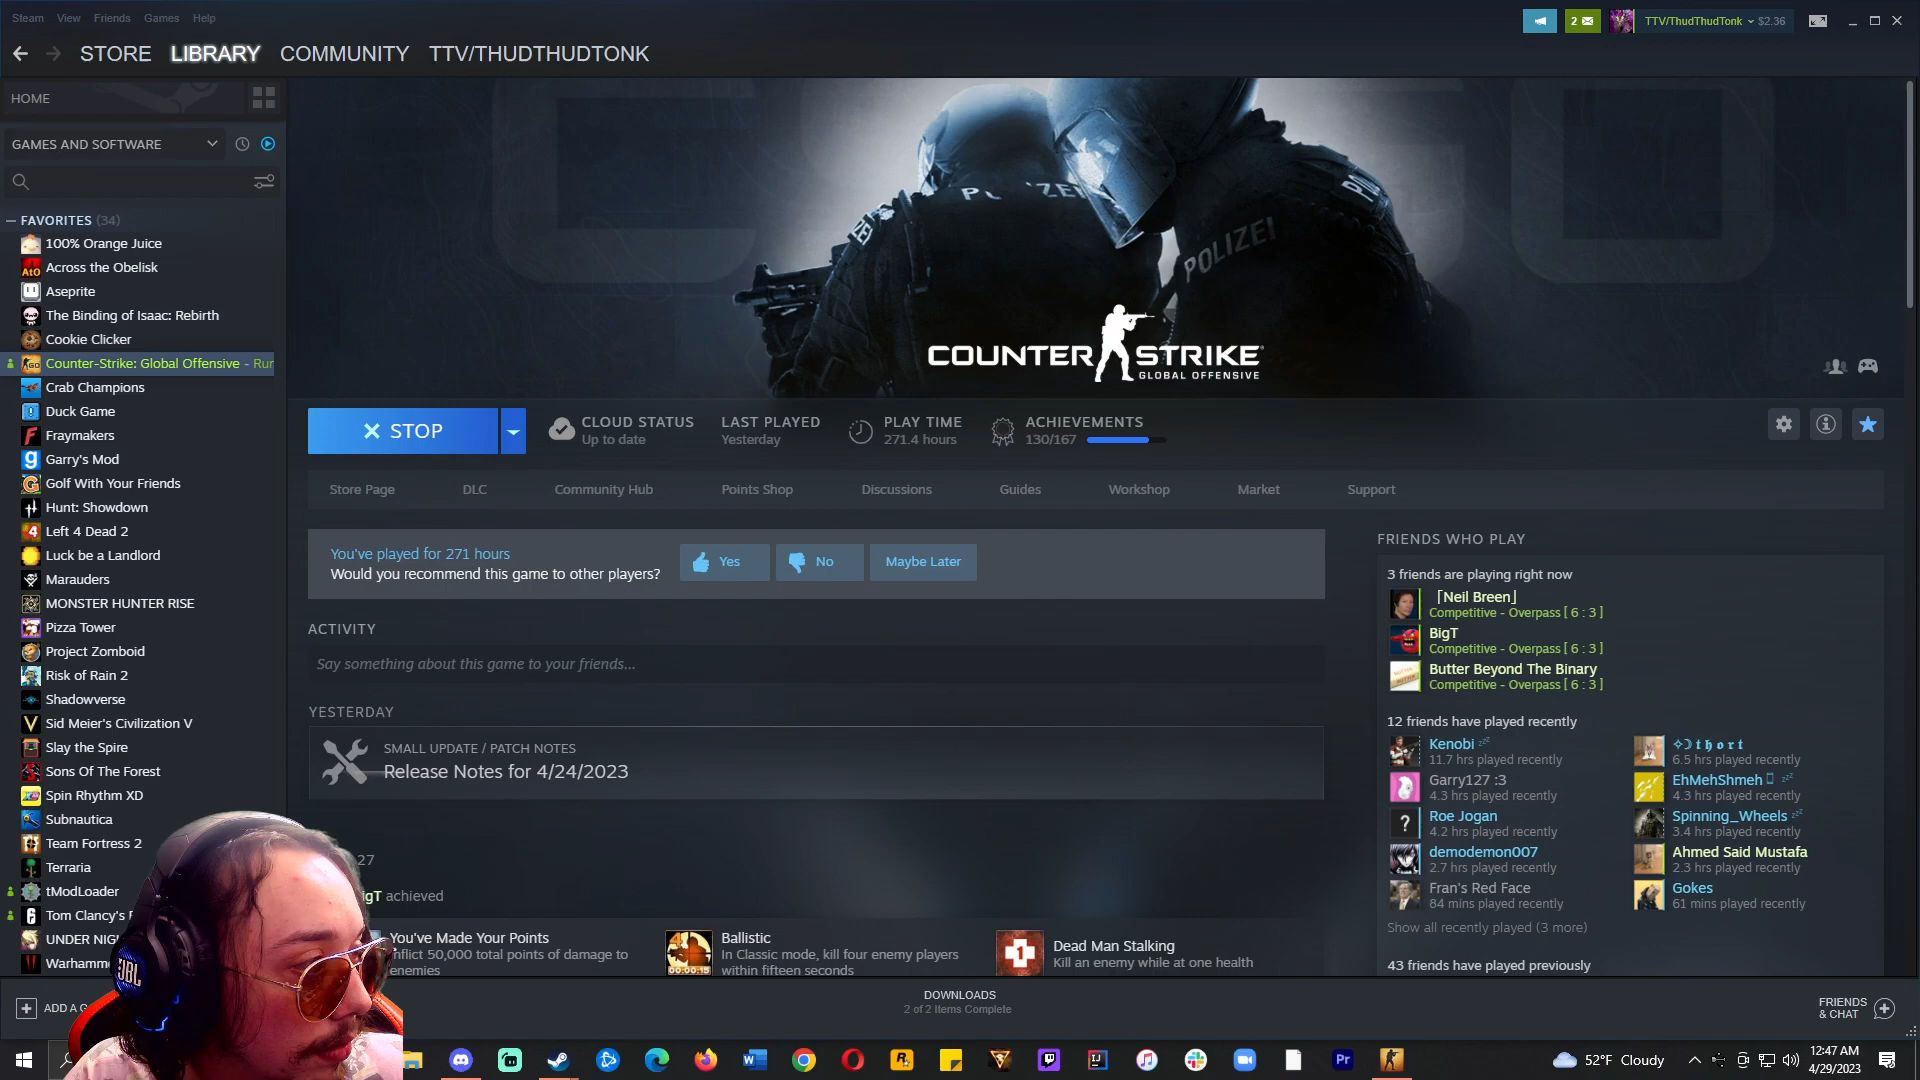 Steam View Friends Games Help
2 TTV/ThudThudTonk $2.36
STORE LIBRARY COMMUNITY TTV/THUDTHUDTONK
HOME
GAMES AND SOFTWARE
FAVORITES (34)
100% Orange Juice
Across the Obelisk
Aseprite
The Binding of Isaac: Rebirth
Cookie Clicker
Counter-Strike: Global Offensive - Run
Crab Champions
Duck Game
Fraymakers
Garry's Mod
Golf With Your Friends
Hunt: Showdown
Left 4 Dead 2
Luck be a Landlord
Marauders
MONSTER HUNTER RISE
Pizza Tower
Project Zomboid
Risk of Rain 2
Shadowverse
Sid Meier's Civilization V
Slay the Spire
Sons Of The Forest
Spin Rhythm XD
Subnautica
Team Fortress 2
Terraria
tModLoader
Tom Clancy's
UNDER NIG
Warhamm
ADD A G
POLIZEI
POLIZEI
COUNTER STRIKE
GLOBAL OFFENSIVE
STOP
CLOUD STATUS
Up to date
LAST PLAYED
Yesterday
PLAY TIME
271.4 hours
ACHIEVEMENTS
130/167
Store Page DLC Community Hub Points Shop Discussions Guides Workshop Market Support
You've played for 271 hours
Would you recommend this game to other players?
Yes No Maybe Later
ACTIVITY
Say something about this game to your friends...
YESTERDAY
SMALL UPDATE / PATCH NOTES
Release Notes for 4/24/2023
27
igT achieved
You've Made Your Points
nflict 50,000 total points of damage to
enemies
00:00:15
Ballistic
In Classic mode, kill four enemy players
within fifteen seconds
1
Dead Man Stalking
Kill an enemy while at one health
FRIENDS WHO PLAY
3 friends are playing right now
「Neil Breen」
Competitive - Overpass [ 6 : 3 ]
BigT
Competitive - Overpass [ 6 : 3 ]
Butter Beyond The Binary
Competitive - Overpass [ 6 : 3 ]
12 friends have played recently
Kenobi zzz
11.7 hrs played recently
✧☽ 𝖙 𝖍 𝖔 𝖗 𝖙
6.5 hrs played recently
Garry127 :3
4.3 hrs played recently
EhMehShmeh zzz
4.3 hrs played recently
Roe Jogan
4.2 hrs played recently
Spinning_Wheels zzz
3.4 hrs played recently
demodemon007
2.7 hrs played recently
Ahmed Said Mustafa
2.3 hrs played recently
Fran's Red Face
84 mins played recently
Gokes
61 mins played recently
Show all recently played (3 more)
43 friends have played previously
DOWNLOADS
2 of 2 Items Complete
FRIENDS
& CHAT
JBL
52°F Cloudy
12:47 AM
4/29/2023